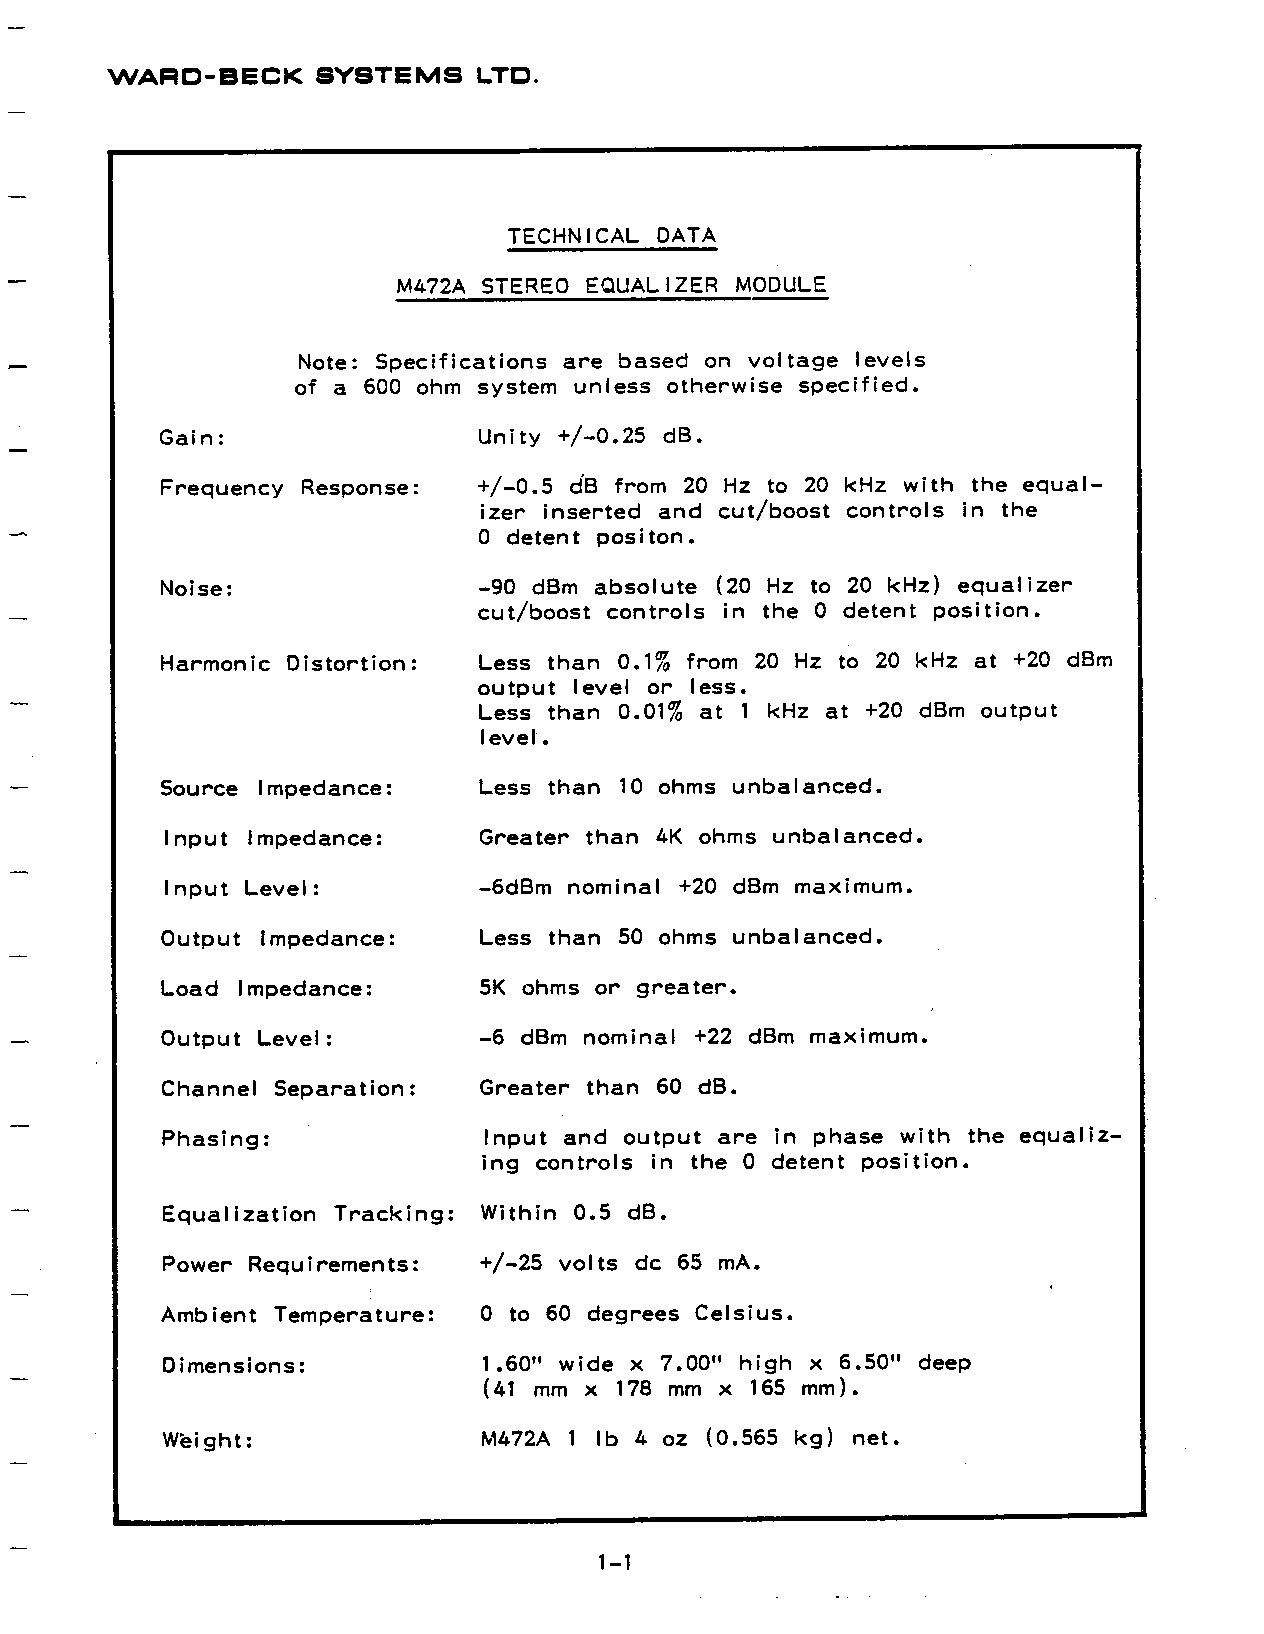 WARD-BECK SYSTEMS LTD.
TECHNICAL DATA
M472A STEREO EQUALIZER MODULE
Note: Specifications are based on voltage levels
of a 600 ohm system unless otherwise specified.
Gain: Unity +/-0.25 dB.
Frequency Response: +/-0.5 dB from 20 Hz to 20 kHz with the equal-
izer inserted and cut/boost controls in the
0 detent positon.
Noise: -90 dBm absolute (20 Hz to 20 kHz) equalizer
cut/boost controls in the 0 detent position.
Harmonic Distortion: Less than 0.1% from 20 Hz to 20 kHz at +20 dBm
output level or less.
Less than 0.01% at 1 kHz at +20 dBm output
level.
Source Impedance: Less than 10 ohms unbalanced.
Input Impedance: Greater than 4K ohms unbalanced.
Input Level: -6dBm nominal +20 dBm maximum.
Output Impedance: Less than 50 ohms unbalanced.
Load Impedance: 5K ohms or greater.
Output Level: -6 dBm nominal +22 dBm maximum.
Channel Separation: Greater than 60 dB.
Phasing: Input and output are in phase with the equaliz-
ing controls in the 0 detent position.
Equalization Tracking: Within 0.5 dB.
Power Requirements: +/-25 volts dc 65 mA.
Ambient Temperature: 0 to 60 degrees Celsius.
Dimensions: 1.60" wide x 7.00" high x 6.50" deep
(41 mm x 178 mm x 165 mm).
Weight: M472A 1 lb 4 oz (0.565 kg) net.
1-1